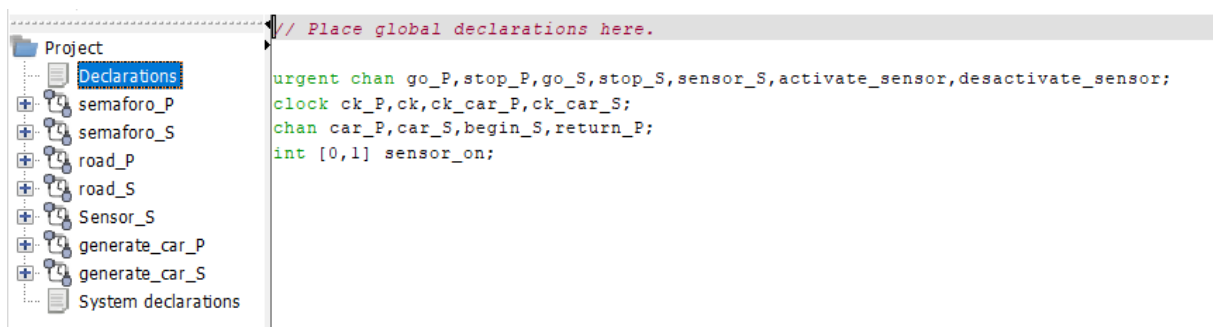 Project
Declarations
semaforo_P
semaforo_S
road_P
road_S
Sensor_S
generate_car_P
generate_car_S
System declarations
// Place global declarations here.
urgent chan go_P,stop_P,go_S,stop_S,sensor_S,activate_sensor,desactivate_sensor;
clock ck_P,ck,ck_car_P,ck_car_S;
chan car_P,car_S,begin_S,return_P;
int [0,1] sensor_on;